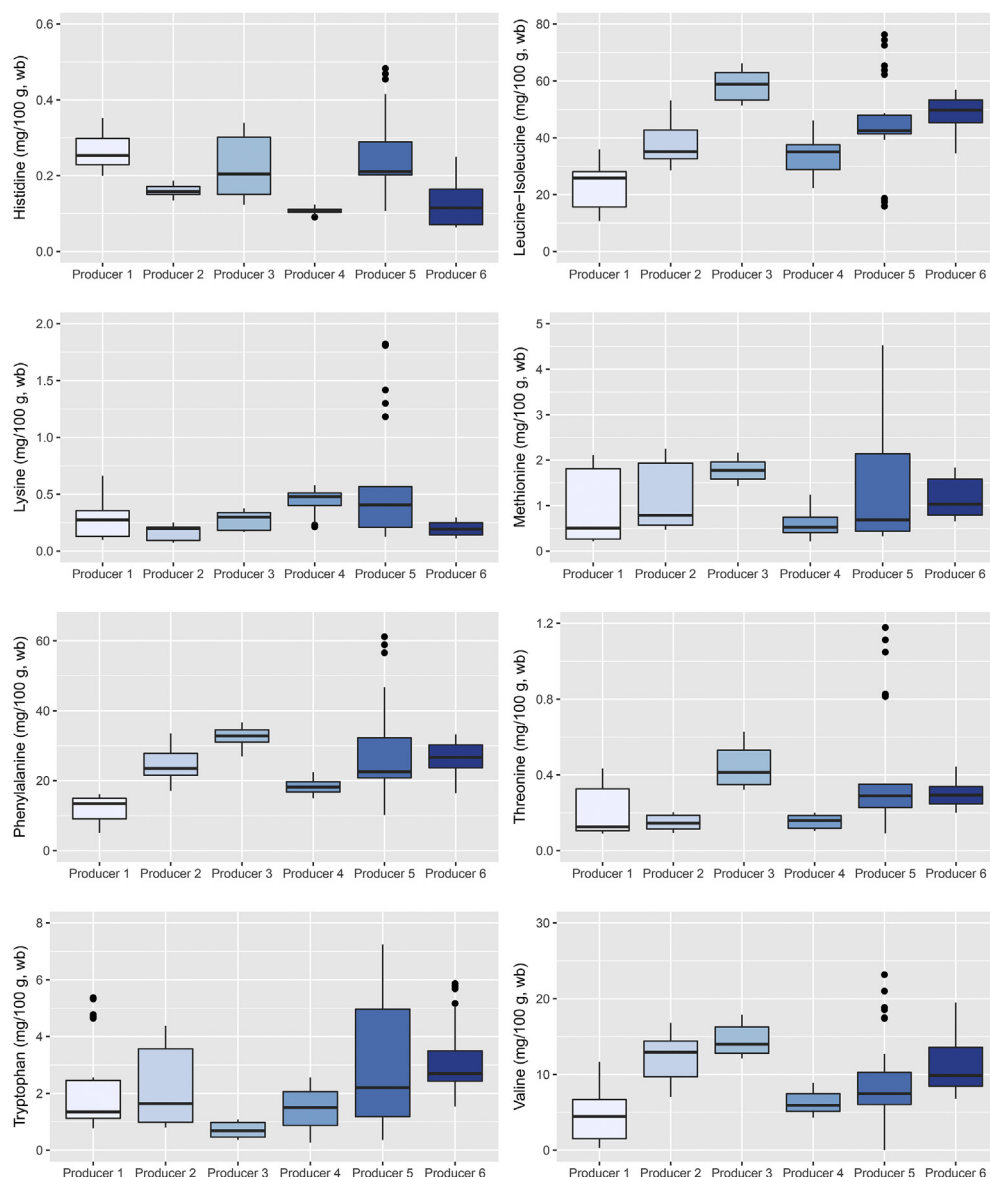 Histidine (mg/100 g, wb)
0.6
0.4
0.2
0.0
Producer 1 Producer 2 Producer 3 Producer 4 Producer 5 Producer 6
Leucine−Isoleucine (mg/100 g, wb)
80
60
40
20
0
Producer 1 Producer 2 Producer 3 Producer 4 Producer 5 Producer 6
Lysine (mg/100 g, wb)
2.0
1.5
1.0
0.5
0.0
Producer 1 Producer 2 Producer 3 Producer 4 Producer 5 Producer 6
Methionine (mg/100 g, wb)
5
4
3
2
1
0
Producer 1 Producer 2 Producer 3 Producer 4 Producer 5 Producer 6
Phenylalanine (mg/100 g, wb)
60
40
20
0
Producer 1 Producer 2 Producer 3 Producer 4 Producer 5 Producer 6
Threonine (mg/100 g, wb)
1.2
0.8
0.4
0.0
Producer 1 Producer 2 Producer 3 Producer 4 Producer 5 Producer 6
Tryptophan (mg/100 g, wb)
8
6
4
2
0
Producer 1 Producer 2 Producer 3 Producer 4 Producer 5 Producer 6
Valiine (mg/100 g, wb)
30
20
10
0
Producer 1 Producer 2 Producer 3 Producer 4 Producer 5 Producer 6